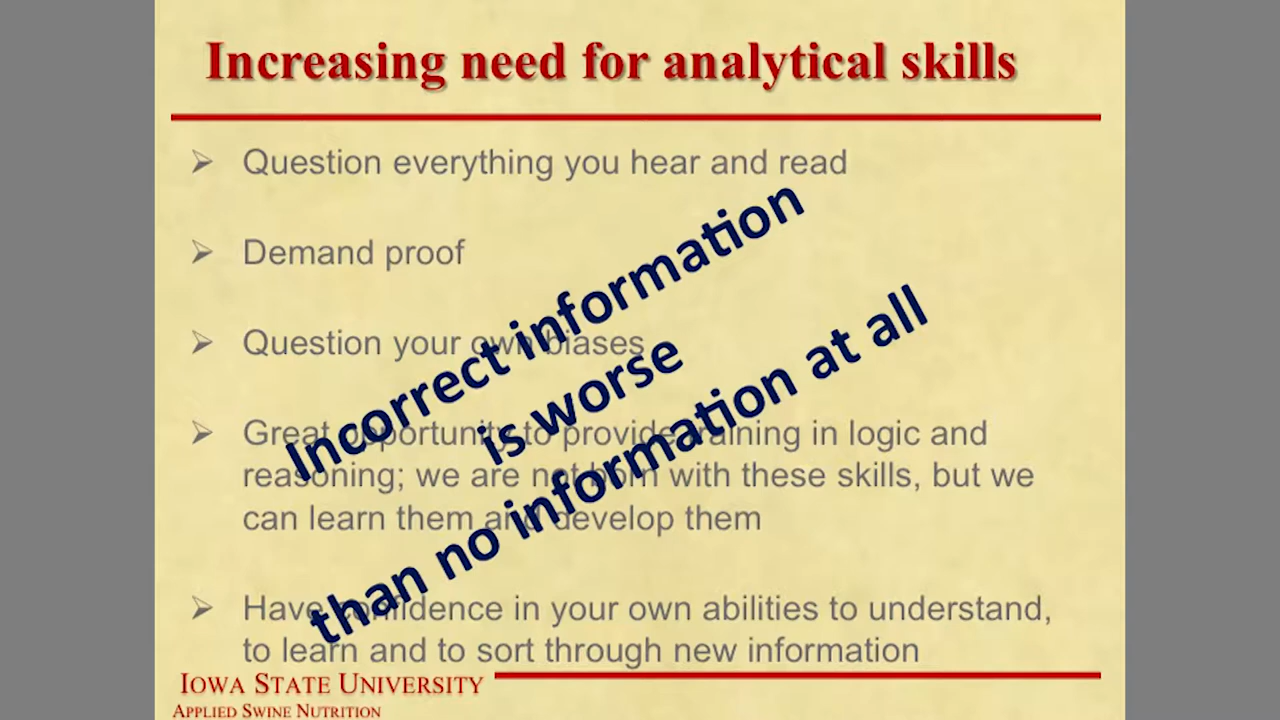 Increasing need for analytical skills
Question everything you hear and read
Demand proof
Question your own biases
Great opportunity to provide training in logic and
reasoning; we are not born with these skills, but we
can learn them and develop them
Have confidence in your own abilities to understand,
to learn and to sort through new information
Incorrect information
is worse
than no information at all
IOWA STATE UNIVERSITY
APPLIED SWINE NUTRITION